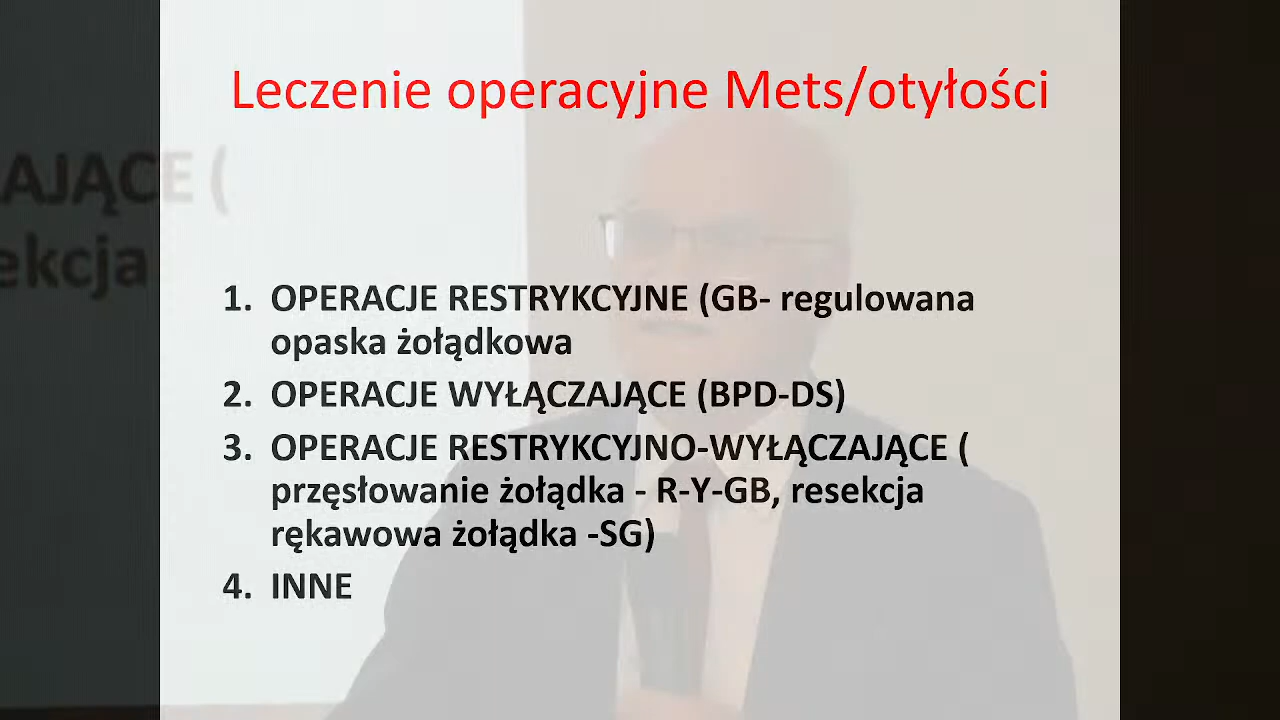 Leczenie operacyjne Mets/otyłości
AJĄCE (
ekcja
1. OPERACJE RESTRYKCYJNE (GB- regulowana
opaska żołądkowa
2. OPERACJE WYŁĄCZAJĄCE (BPD-DS)
3. OPERACJE RESTRYKCYJNO-WYŁĄCZAJĄCE (
przęsłowanie żołądka - R-Y-GB, resekcja
rękawowa żołądka -SG)
4. INNE